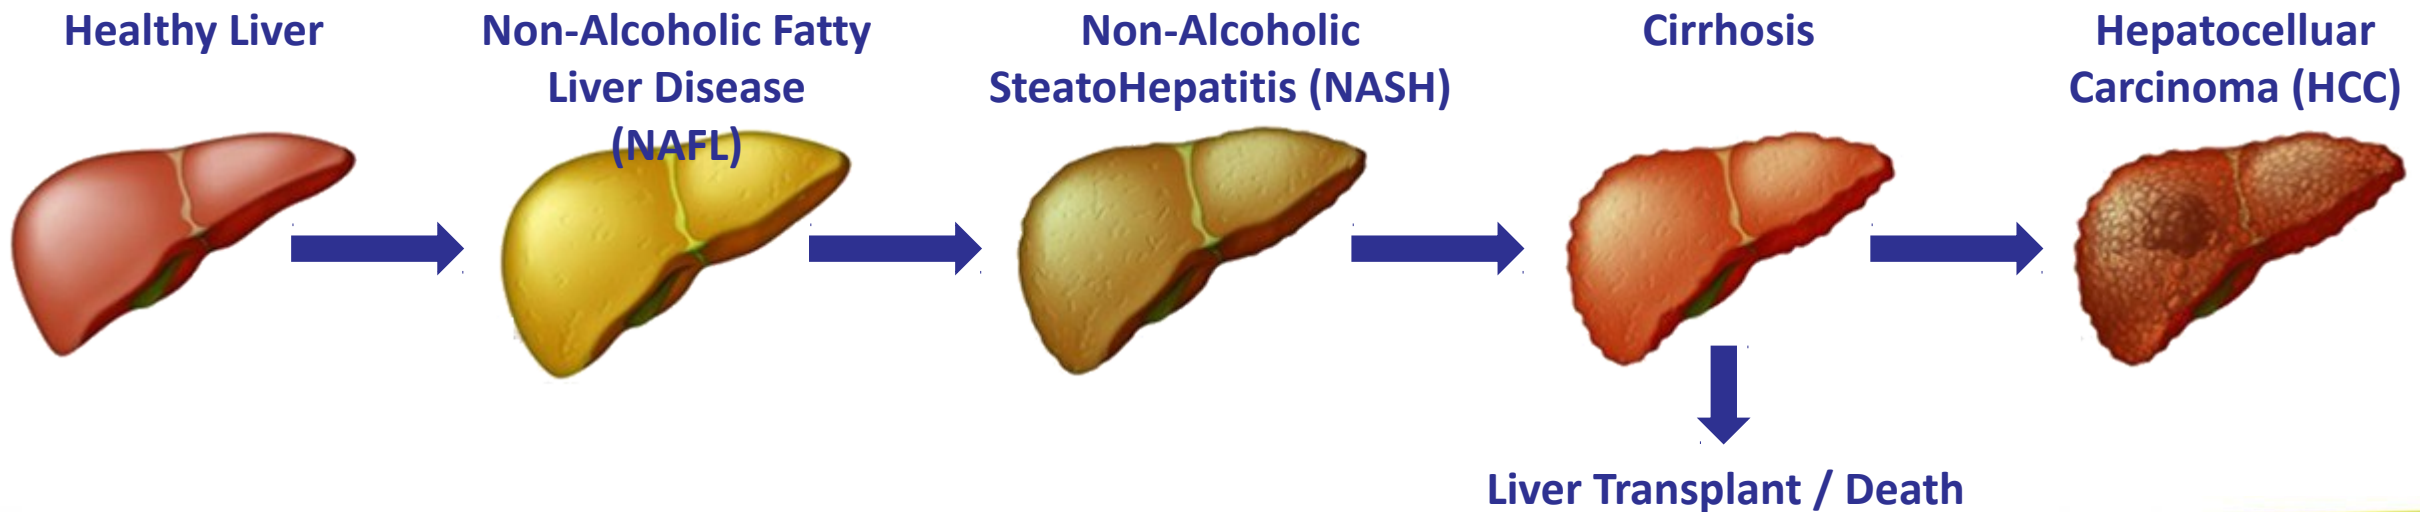 Healthy Liver
Non-Alcoholic Fatty
Liver Disease
(NAFL)
Non-Alcoholic
SteatoHepatitis (NASH)
Cirrhosis
Hepatocelluar
Carcinoma (HCC)
Liver Transplant / Death